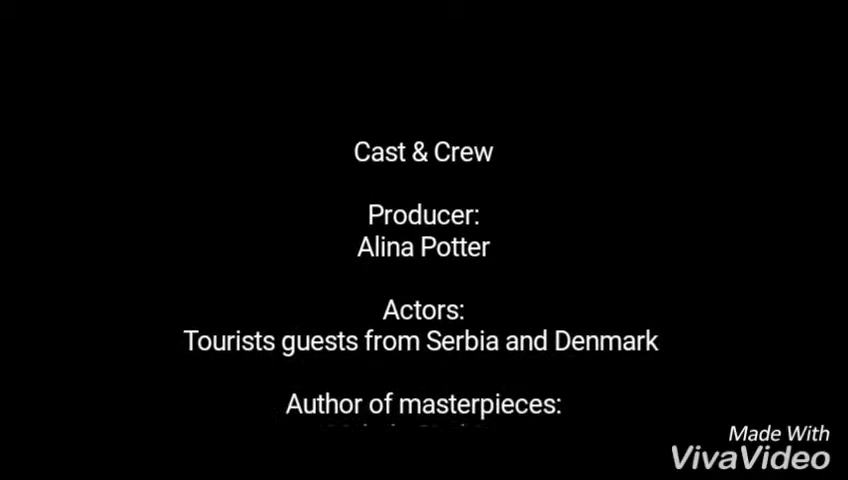 Cast & Crew
Producer:
Alina Potter
Actors:
Tourists guests from Serbia and Denmark
Author of masterpieces:
Made With
VivaVideo